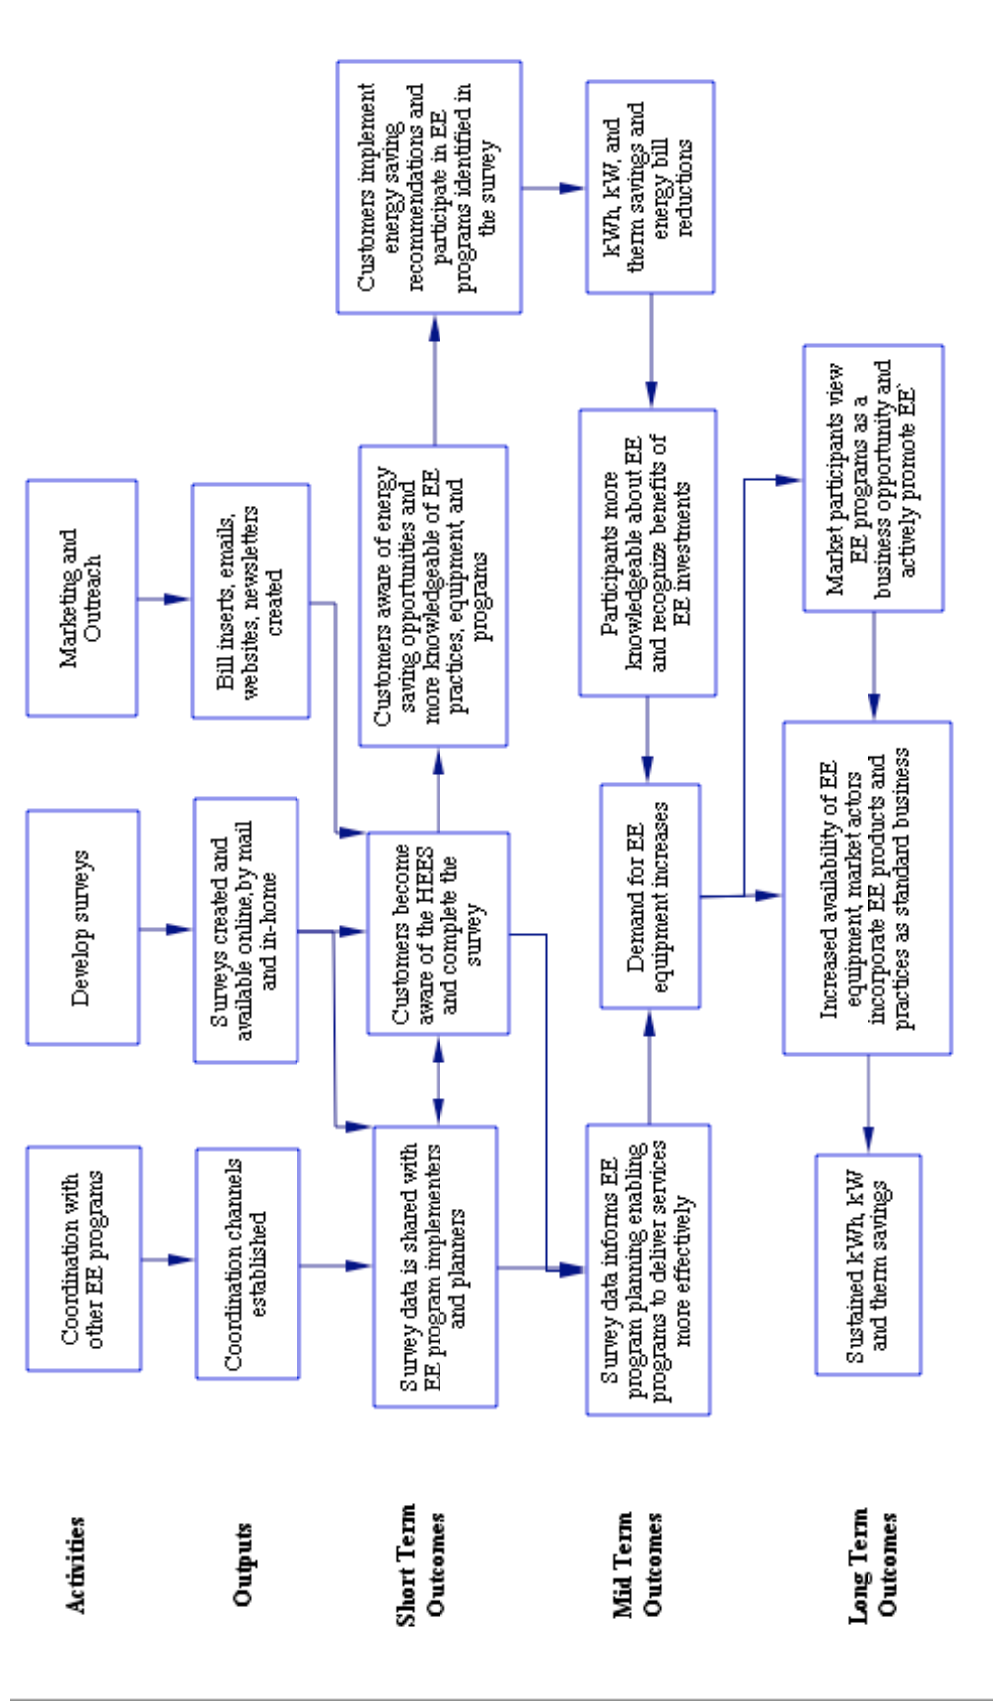 Activities
Coordination with
other EE programs
Develop surveys
Marketing and
Outreach
Outputs
Coordination channels
established
Surveys created and
available online,by mail
and in-home
Bill inserts, emails,
websites, newsletters
created
Short Term
Outcomes
Survey data is shared with
EE program implementers
and planners
Customers become
aware of the HEES
and complete the
survey
Customers aware of energy
saving opportunities and
more knowledgeable of EE
practices, equipment, and
programs
Customers implement
energy saving
recommendations and
participate in EE
programs identified in
the survey
Mid Term
Outcomes
Survey data informs EE
program planning enabling
programs to deliver services
more effectively
Demand for EE
equipment increases
Participants more
knowledgeable about EE
and recognize benefits of
EE investments
kWh, kW, and
therm savings and
energy bill
reductions
Long Term
Outcomes
Sustained kWh, kW
and therm savings
Increased availability of EE
equipment, market actors
incorporate EE products and
practices as standard business
Market participants view
EE programs as a
business opportunity and
actively promote EE`